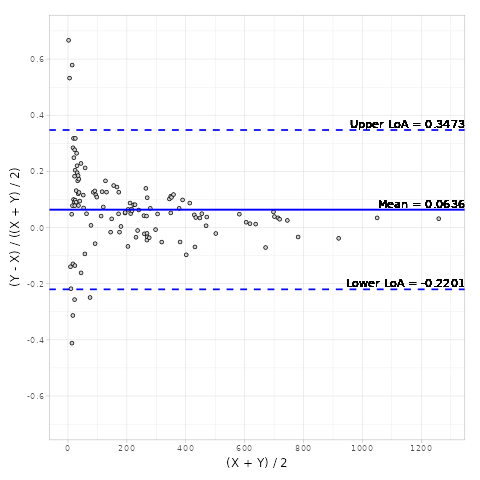 0.6
0.4
0.2
0.0
-0.2
-0.4
-0.6
(Y - X) / ((X + Y) / 2)
Upper LoA = 0.3473
Mean = 0.0636
Lower LoA = -0.2201
0 200 400 600 800 1000 1200
(X + Y) / 2